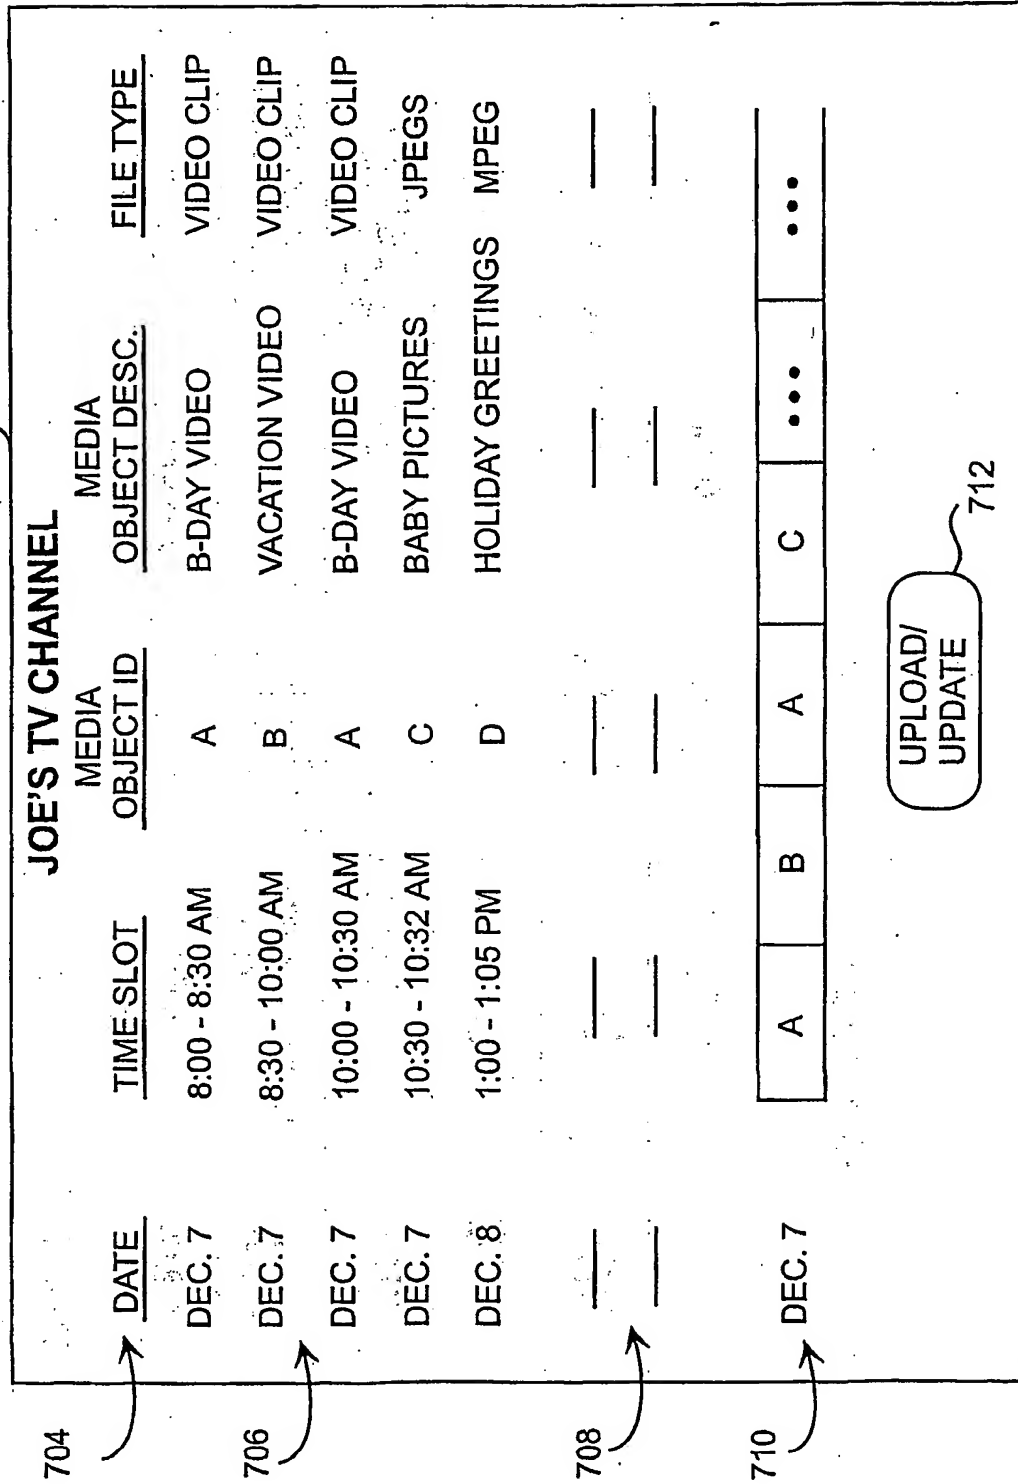 JOE'S TV CHANNEL
704
DATE TIME SLOT MEDIA OBJECT ID MEDIA OBJECT DESC. FILE TYPE
DEC. 7 8:00 - 8:30 AM A B-DAY VIDEO VIDEO CLIP
706
DEC. 7 8:30 - 10:00 AM B VACATION VIDEO VIDEO CLIP
DEC. 7 10:00 - 10:30 AM A B-DAY VIDEO VIDEO CLIP
DEC. 7 10:30 - 10:32 AM C BABY PICTURES JPEGS
DEC. 8 1:00 - 1:05 PM D HOLIDAY GREETINGS MPEG
708
710
DEC. 7 A B A C ... ...
UPLOAD/
UPDATE
712